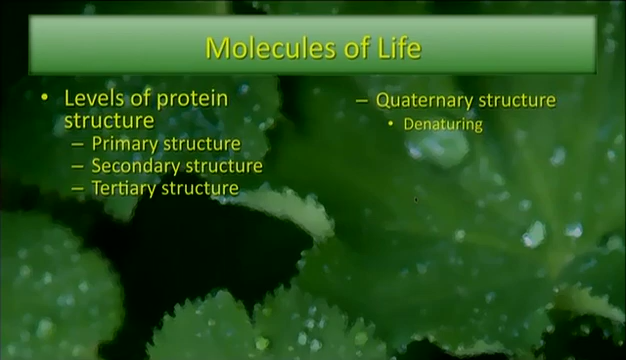 Molecules of Life
• Levels of protein
structure
– Primary structure
– Secondary structure
– Tertiary structure
– Quaternary structure
• Denaturing